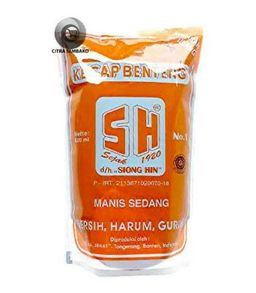 CITRA SEMBAKO
KECAP BENTENG
SH
No. 1
Sejak 1920
d/h. „SIONG HIN"
MANIS SEDANG
BERSIH, HARUM, GURIH
Diproduksi oleh :
Tangerang, Banten,